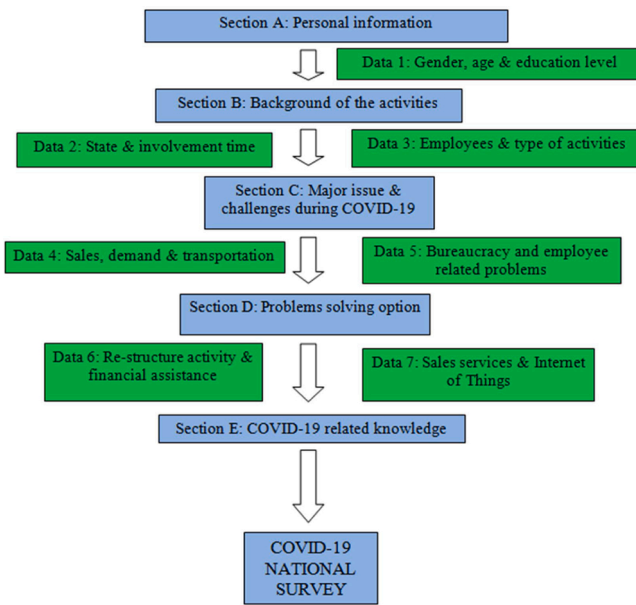 Section A: Personal information
Data 1: Gender, age & education level
Section B: Background of the activities
Data 2: State & involvement time
Data 3: Employees & type of activities
Section C: Major issue &
challenges during COVID-19
Data 4: Sales, demand & transportation
Data 5: Bureaucracy and employee
related problems
Section D: Problems solving option
Data 6: Re-structure activity &
financial assistance
Data 7: Sales services & Internet
of Things
Section E: COVID-19 related knowledge
COVID-19
NATIONAL
SURVEY